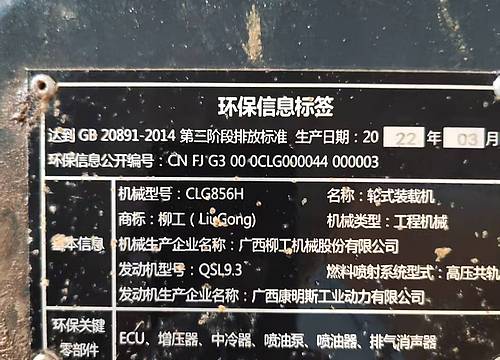 环保信息标签
达到 GB 20891-2014 第三阶段排放标准 生产日期：20 22 年 03 月
环保信息公开编号：CN FJ G3 00 0CLG000044 000003
机械型号：CLG856H 名称：轮式装载机
商标：柳工（LiuGong） 机械类型：工程机械
基本信息
机械生产企业名称：广西柳工机械股份有限公司
发动机型号：QSL9.3 燃料喷射系统型式：高压共轨
发动机生产企业名称：广西康明斯工业动力有限公司
环保关键
零部件
ECU、增压器、中冷器、喷油泵、喷油器、排气消声器